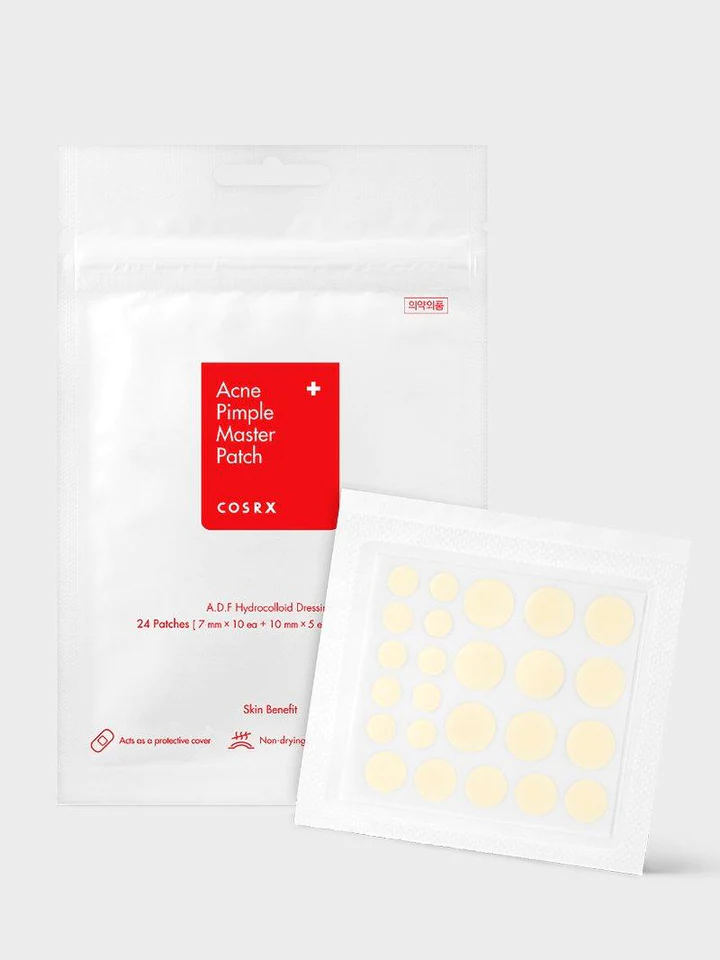 의약외품
Acne
Pimple
Master
Patch
COSRX
A.D.F Hydrocolloid
24 Patches [ 7 mm × 10 ea + 10 mm × 5
Skin Benefit
Acts as a protective cover
Non-drying